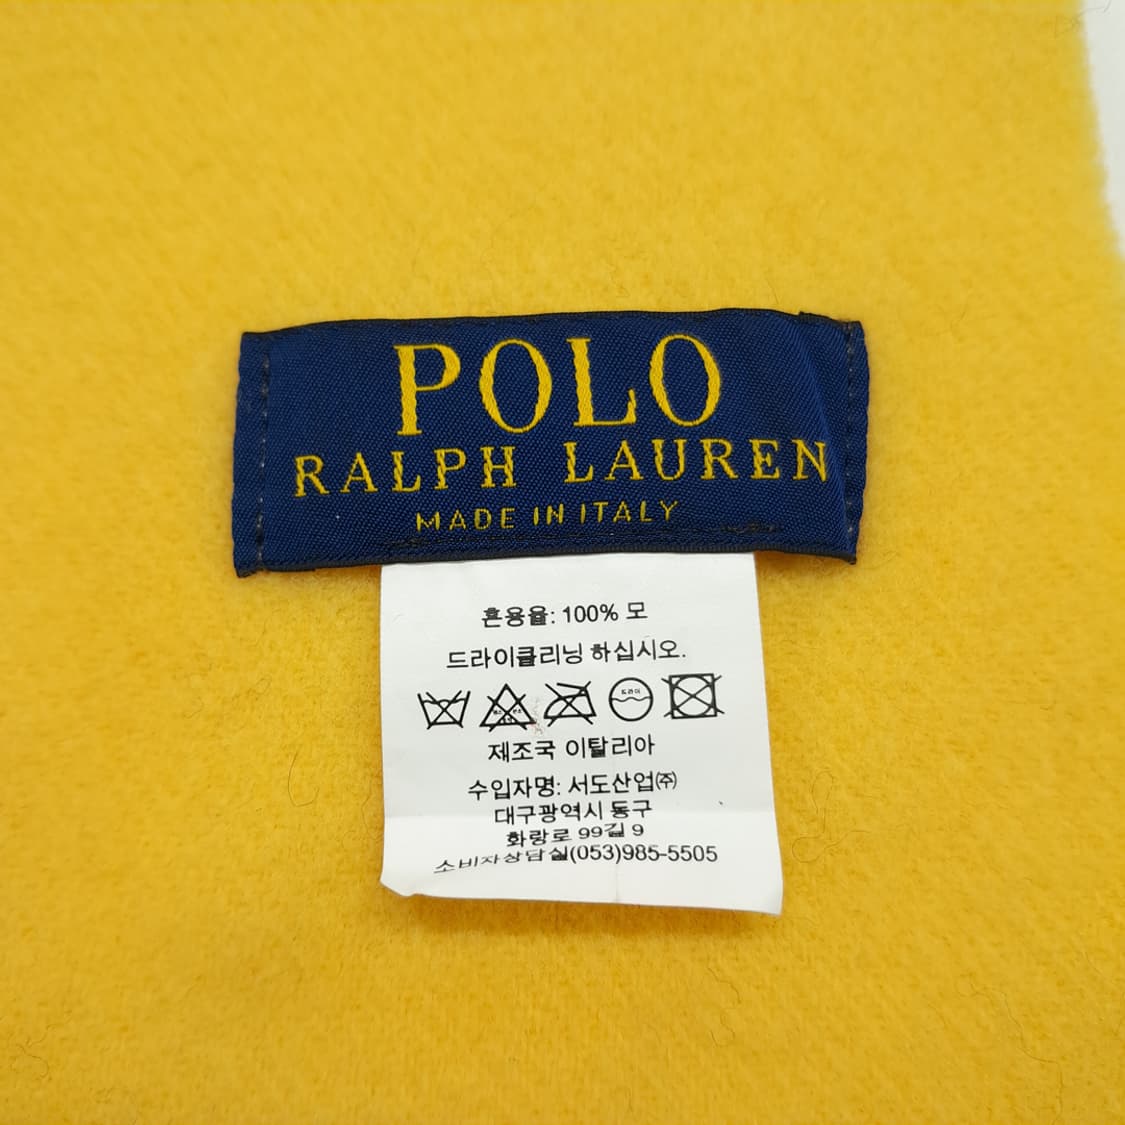 POLO
RALPH LAUREN
MADE IN ITALY
혼용율: 100% 모
드라이클리닝 하십시오.
드라이
제조국 이탈리아
수입자명: 서도산업㈜
대구광역시 동구
화랑로 99길 9
소비자상담실(053)985-5505